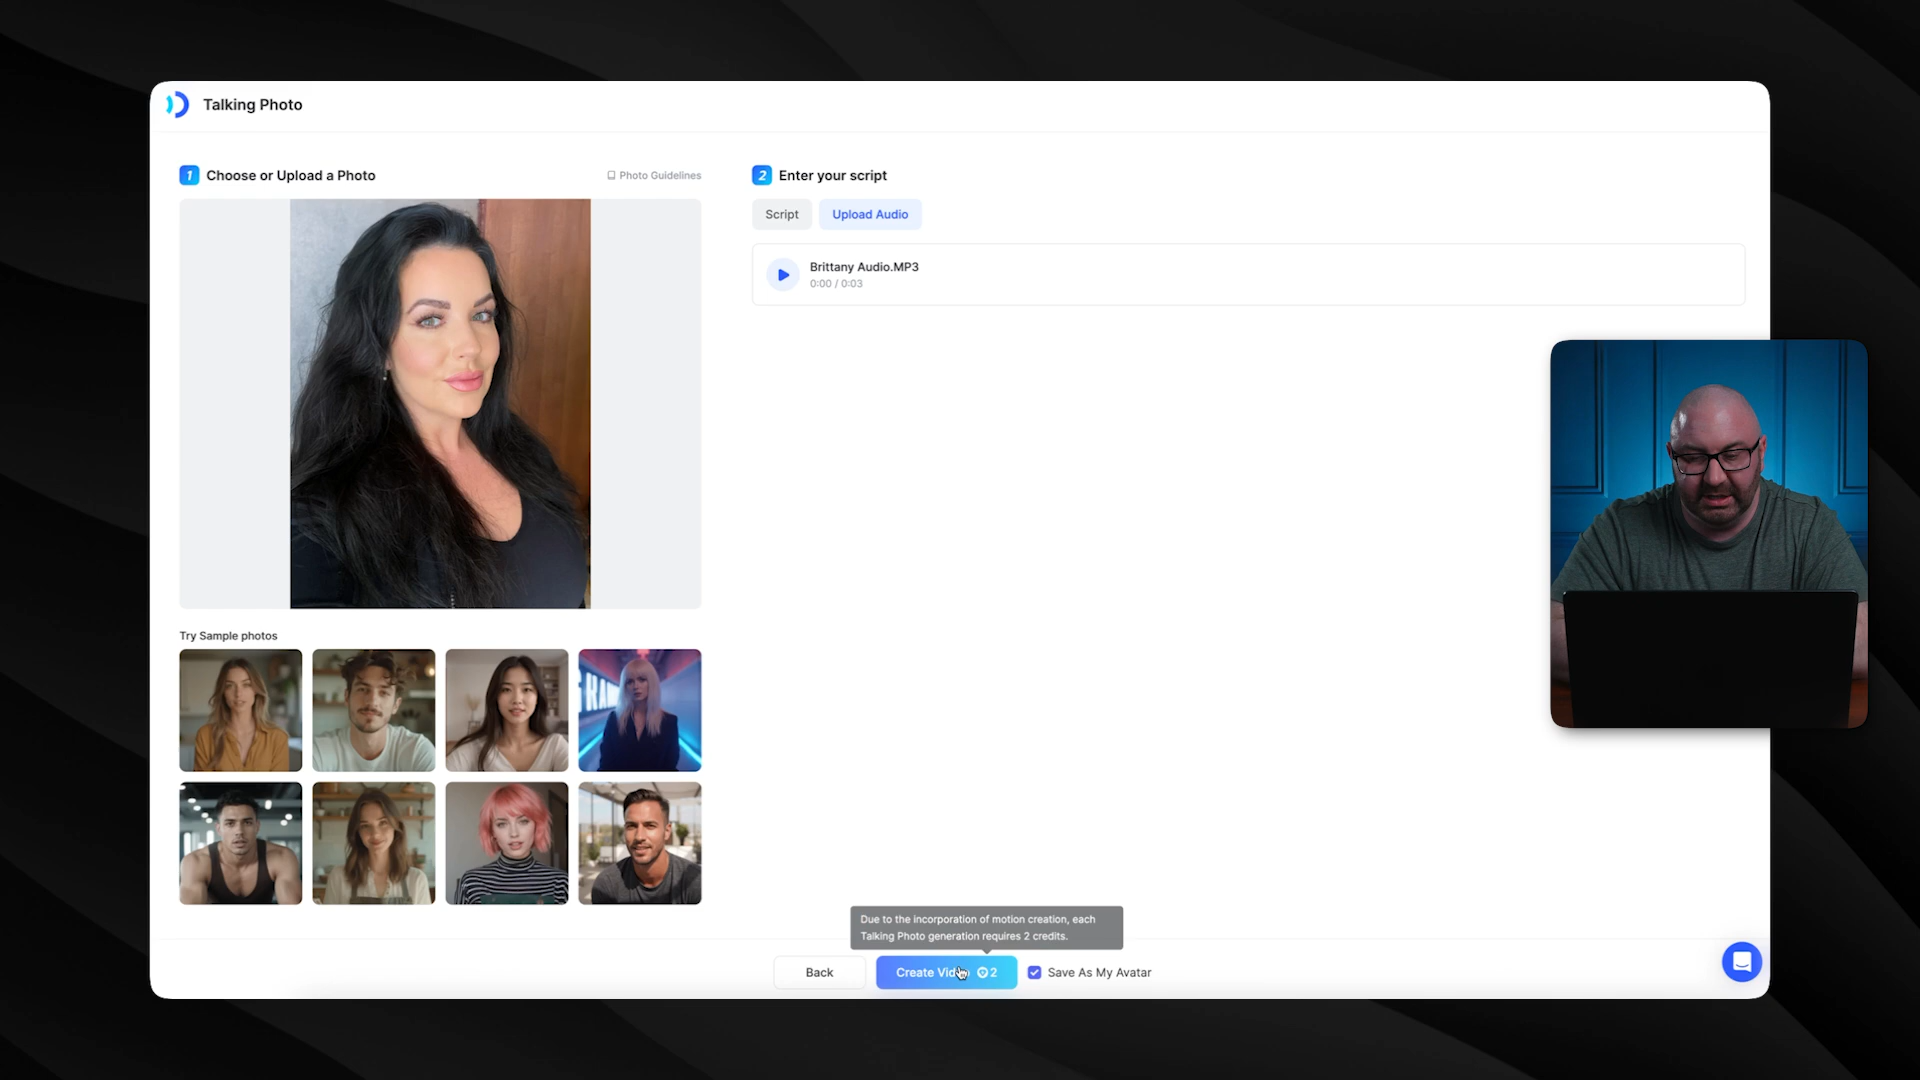 Talking Photo
1 Choose or Upload a Photo
Photo Guidelines
2 Enter your script
Script
Upload Audio
Brittany Audio.MP3
0:00 / 0:03
Try Sample photos
Due to the incorporation of motion creation, each
Talking Photo generation requires 2 credits.
Back
Create 2
Save As My Avatar